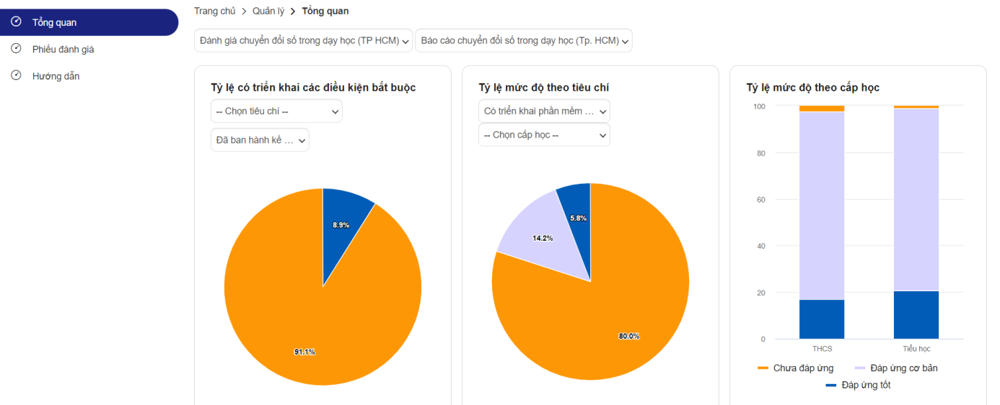 Tổng quan
Phiếu đánh giá
Hướng dẫn
Trang chủ > Quản lý > Tổng quan
Đánh giá chuyển đổi số trong dạy học (TP HCM)
Báo cáo chuyển đổi số trong dạy học (Tp. HCM)
Tỷ lệ có triển khai các điều kiện bắt buộc
-- Chọn tiêu chí --
Đã ban hành kế ...
8.9%
91.1%
Tỷ lệ mức độ theo tiêu chí
Có triển khai phần mềm ...
-- Chọn cấp học --
5.8%
14.2%
80.0%
Tỷ lệ mức độ theo cấp học
100
80
60
40
20
0
THCS Tiểu học
Chưa đáp ứng Đáp ứng cơ bản
Đáp ứng tốt